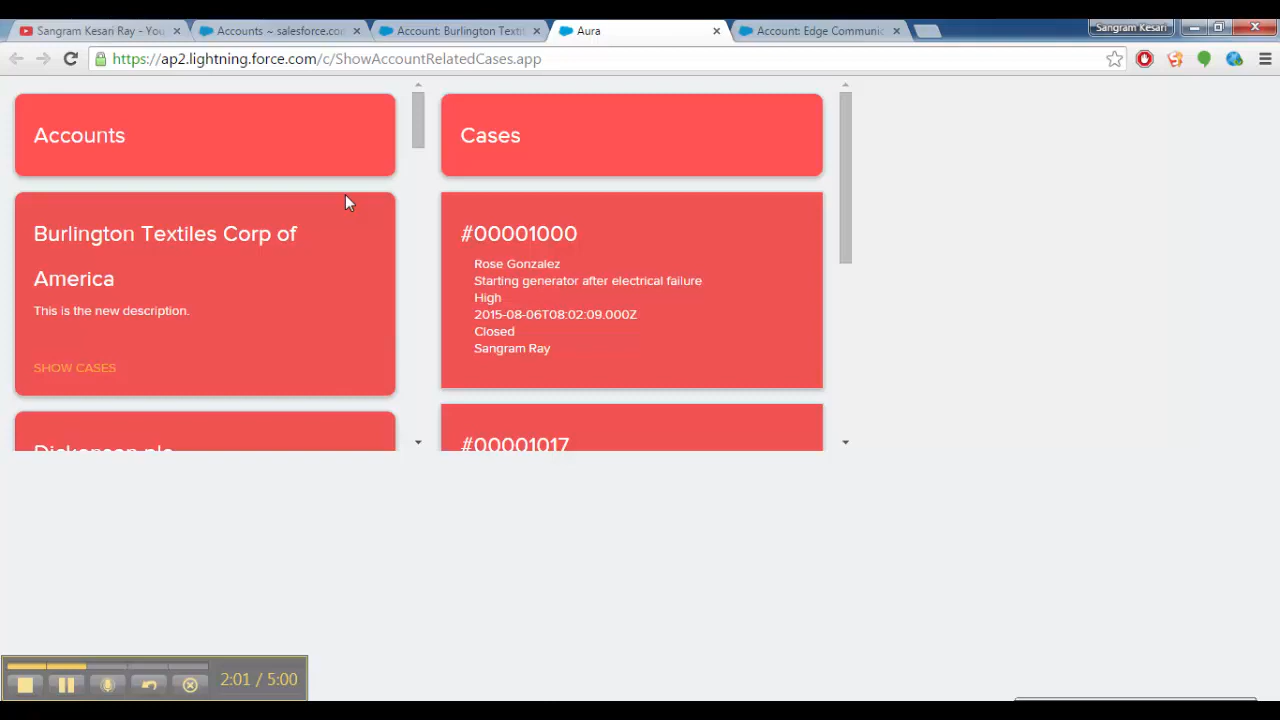 Sangram Kesari Ray - You
Accounts ~ salesforce.co
Account: Burlington Texti
Aura
Account: Edge Communic
Sangram Kesari
https://ap2.lightning.force.com/c/ShowAccountRelatedCases.app
Accounts
Burlington Textiles Corp of
America
This is the new description.
SHOW CASES
Dickenson plc
Cases
#00001000
Rose Gonzalez
Starting generator after electrical failure
High
2015-08-06T08:02:09.000Z
Closed
Sangram Ray
#00001017
2:01 / 5:00